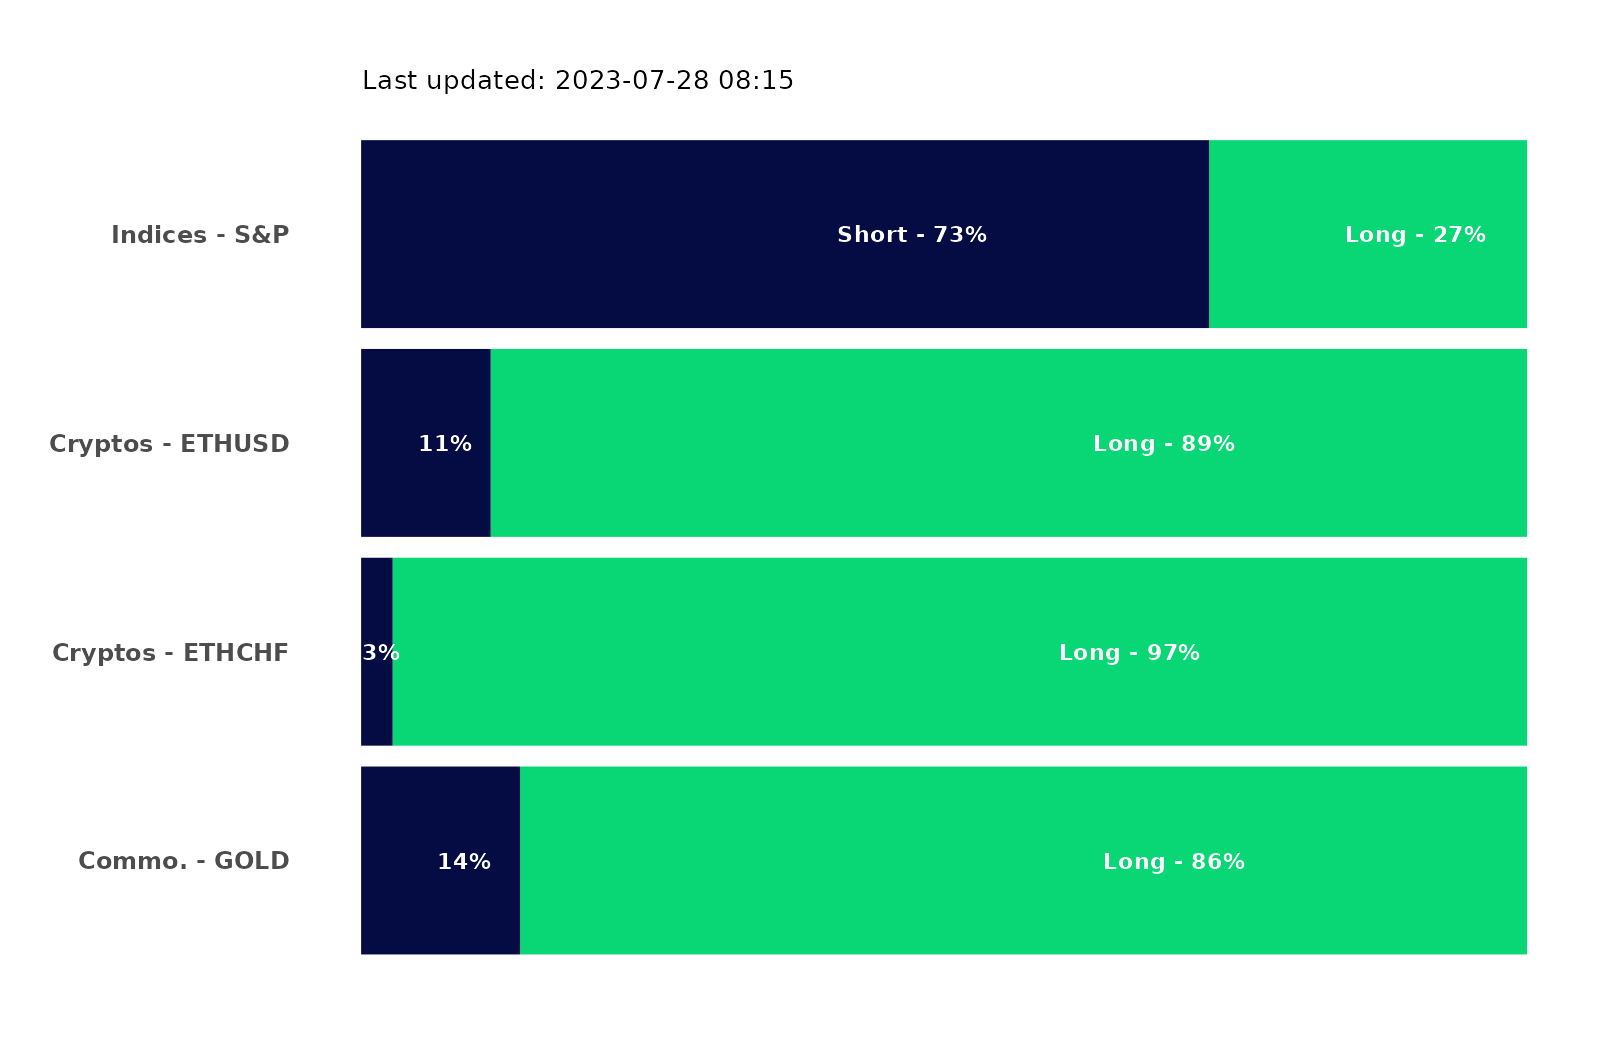 Last updated: 2023-07-28 08:15
Indices - S&P Short - 73% Long - 27%
Cryptos - ETHUSD 11% Long - 89%
Cryptos - ETHCHF 3% Long - 97%
Commo. - GOLD 14% Long - 86%